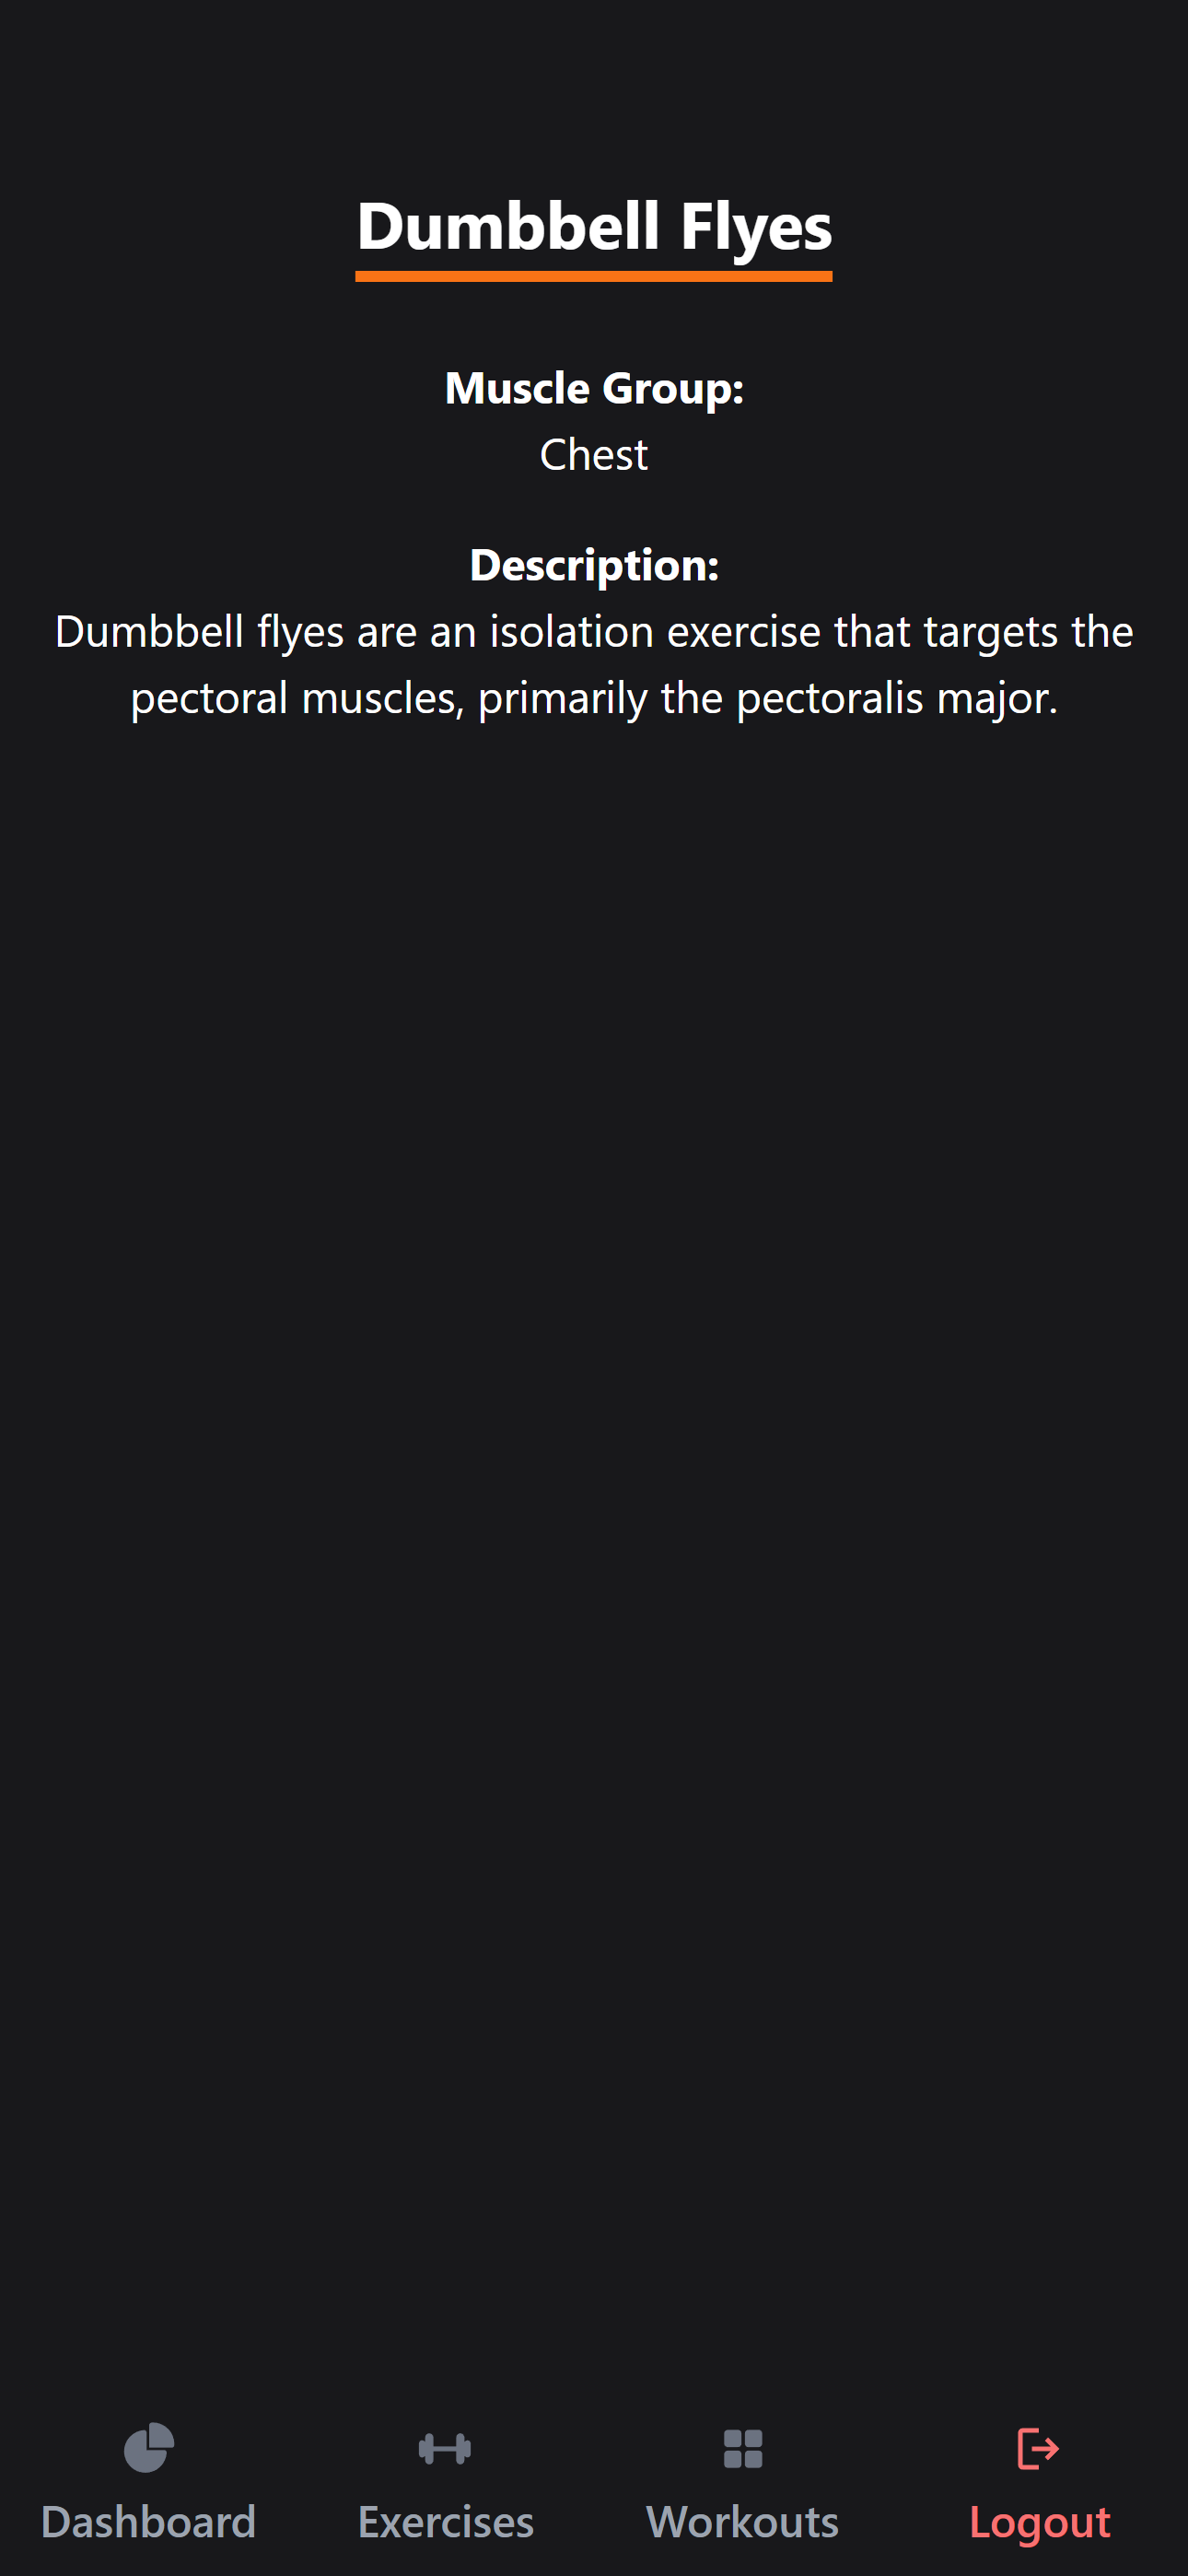 Dumbbell Flyes
Muscle Group:
Chest
Description:
Dumbbell flyes are an isolation exercise that targets the
pectoral muscles, primarily the pectoralis major.
Dashboard
Exercises
Workouts
Logout